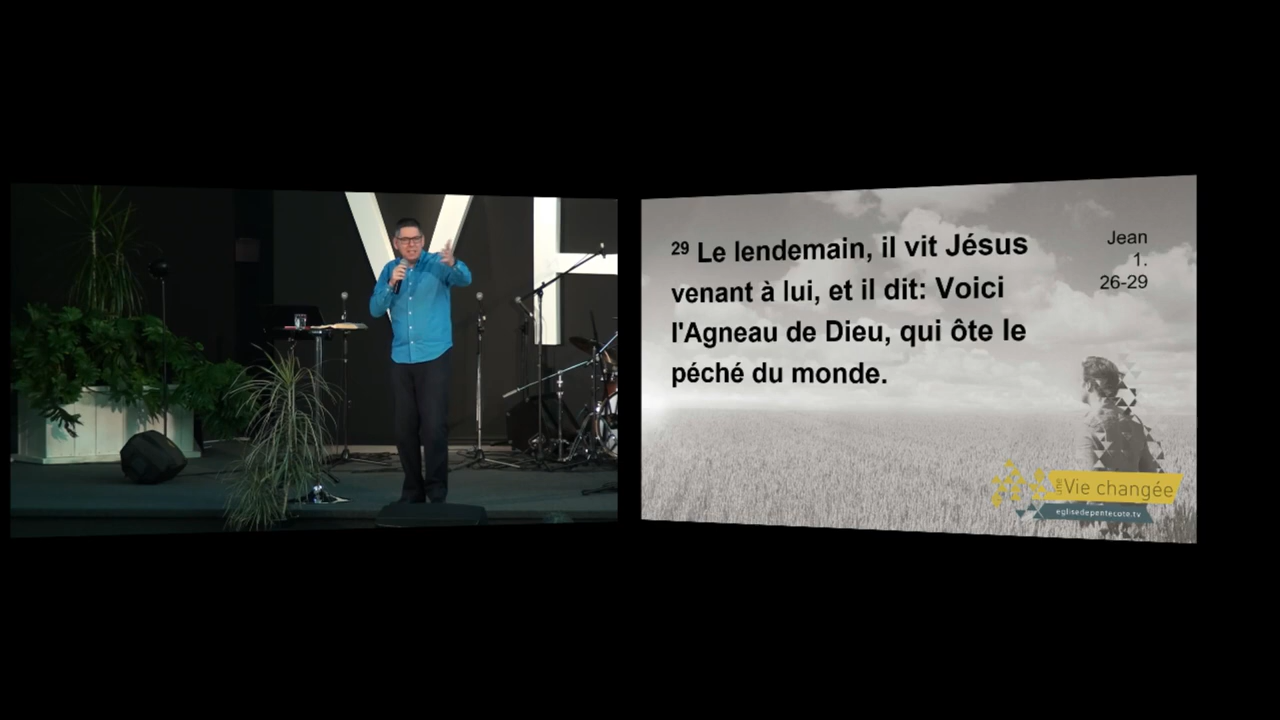 29 Le lendemain, il vit Jésus
venant à lui, et il dit: Voici
l'Agneau de Dieu, qui ôte le
péché du monde.
Jean
1.
26-29
une Vie changée
eglisedepentecote.tv